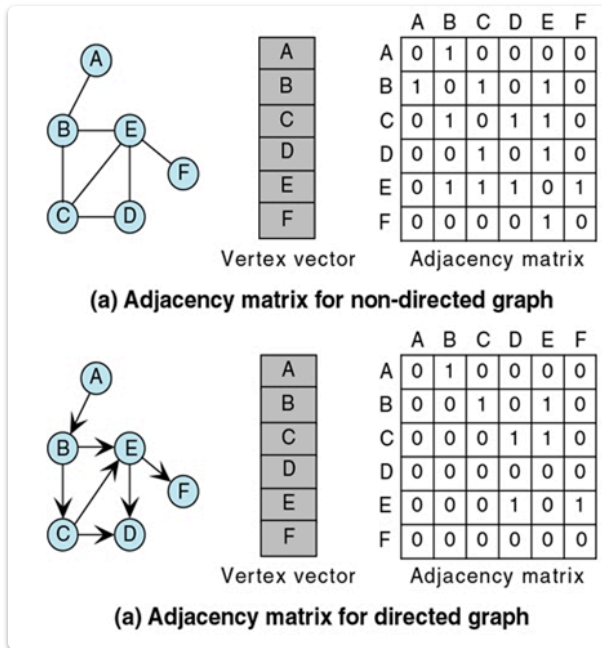 A B C D E F
A
B E
F
C D
A
B
C
D
E
F
Vertex vector
A 0 1 0 0 0 0
B 1 0 1 0 1 0
C 0 1 0 1 1 0
D 0 0 1 0 1 0
E 0 1 1 1 0 1
F 0 0 0 0 1 0
Adjacency matrix
(a) Adjacency matrix for non-directed graph
A B C D E F
A
B E
F
C D
A
B
C
D
E
F
Vertex vector
A 0 1 0 0 0 0
B 0 0 1 0 1 0
C 0 0 0 1 1 0
D 0 0 0 0 0 0
E 0 0 0 1 0 1
F 0 0 0 0 0 0
Adjacency matrix
(a) Adjacency matrix for directed graph